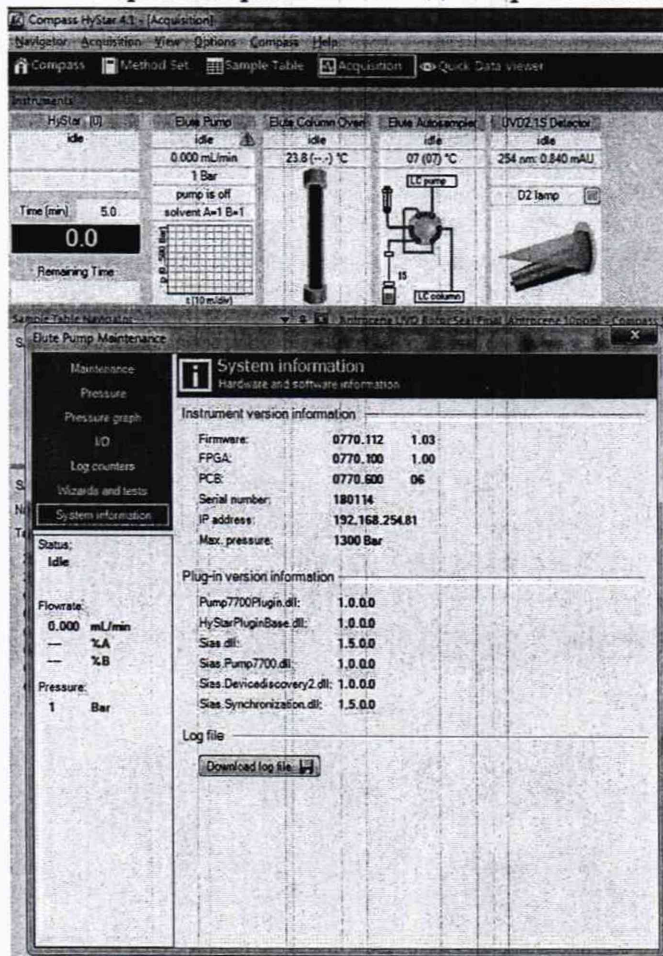 Compass HyStar 4.1 - [Acquisition]
Navigator Acquisition View Options Compass Help
Compass Method Set Sample Table Acquisition Quick Data Viewer
Instruments
HyStar (U) Elute Pump Elute Column Oven Elute Autosampler UVD2.1S Detector
idle idle idle idle idle
0.000 mL/min 23.8 (--.-) °C 07 (07) °C 254 nm: 0.840 mAU
1 Bar LC pump
pump is off D2 lamp
Time [min] 5.0 solvent A=1 B=1
0.0
Remaining Time 15
t (10 m/div) LC column
Sample Table Navigator
Elute Pump Maintenance
Maintenance
Pressure
Pressure graph
I/O
Log counters
Wizards and tests
System information
Status:
Idle
Flowrate:
0.000 mL/min
--- %A
--- %B
Pressure:
1 Bar
System information
Hardware and software information
Instrument version information
Firmware: 0770.112 1.03
FPGA: 0770.100 1.00
PCB: 0770.600 06
Serial number: 180114
IP address: 192.168.254.81
Max. pressure: 1300 Bar
Plug-in version information
Pump7700Plugin.dll: 1.0.0.0
HyStarPluginBase.dll: 1.0.0.0
Sias.dll: 1.5.0.0
Sias.Pump7700.dll: 1.0.0.0
Sias.Devicediscovery2.dll: 1.0.0.0
Sias.Synchronization.dll: 1.5.0.0
Log file
Download log file